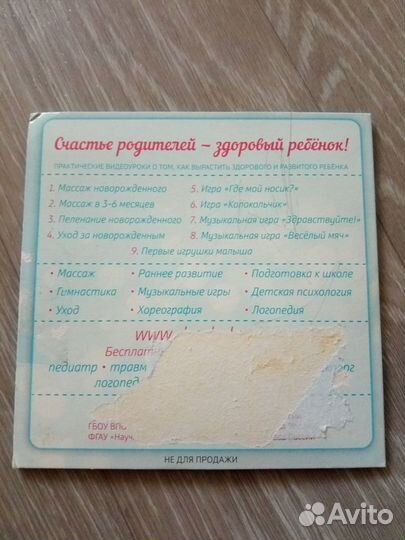 Счастье родителей – здоровый ребёнок!
ПРАКТИЧЕСКИЕ ВИДЕОУРОКИ О ТОМ, КАК ВЫРАСТИТЬ ЗДОРОВОГО И РАЗВИТОГО РЕБЁНКА
1. Массаж новорожденного
2. Массаж в 3-6 месяцев
3. Пеленание новорожденного
4. Уход за новорожденным
5. Игра «Где мой носик?»
6. Игра «Колокольчик»
7. Музыкальная игра «Здравствуйте!»
8. Музыкальная игра «Весёлый мяч»
9. Первые игрушки малыша
• Массаж • Раннее развитие • Подготовка к школе
• Гимнастика • Музыкальные игры • Детская психология
• Уход • Хореография • Логопедия
www.
Бесплатн
педиатр • травм
логопед
ГБОУ ВПО
ФГАУ «Науч
НЕ ДЛЯ ПРОДАЖИ
Avito